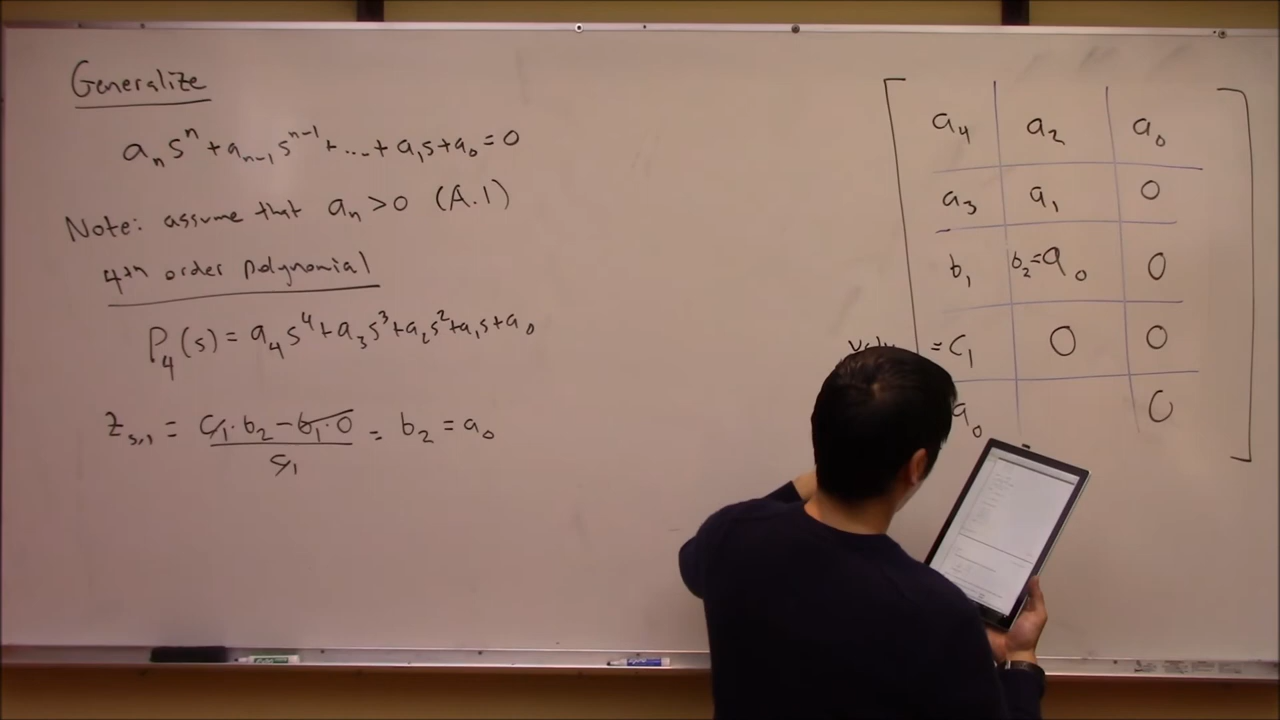 Generalize
aₙsⁿ + aₙ₋₁sⁿ⁻¹ + ... + a₁s + a₀ = 0
Note: assume that aₙ > 0 (A.1)
4th order polynomial
P₄(s) = a₄s⁴ + a₃s³ + a₂s² + a₁s + a₀
z₅,₁ = (c₁·b₂ − b₁·0)/c₁ = b₂ = a₀
a₄ a₂ a₀
a₃ a₁ 0
b₁ b₂=a₀ 0
=c₁ 0 0
a₀ 0